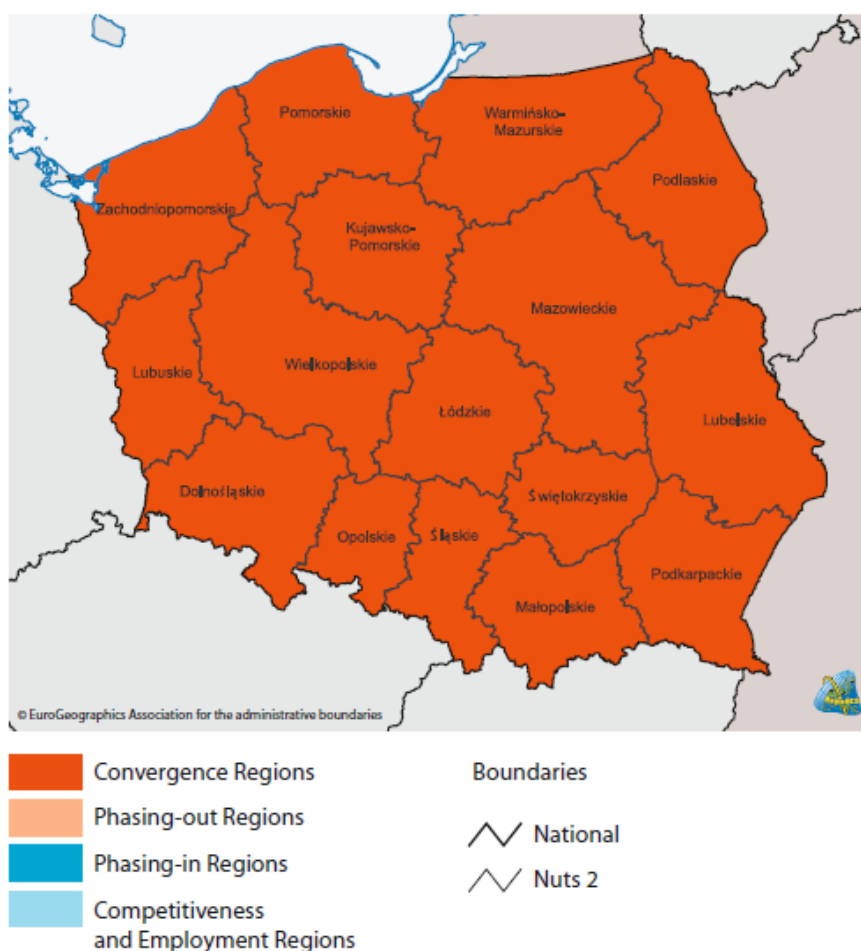 Pomorskie
Warmińsko-
Mazurskie
Podlaskie
Zachodniopomorskie
Kujawsko-
Pomorskie
Mazowieckie
Lubuskie
Wielkopolskie
Łódzkie
Lubelskie
Dolnośląskie
Świętokrzyskie
Opolskie
Śląskie
Podkarpackie
Małopolskie
© EuroGeographics Association for the administrative boundaries
Convergence Regions
Phasing-out Regions
Phasing-in Regions
Competitiveness
and Employment Regions
Boundaries
National
Nuts 2